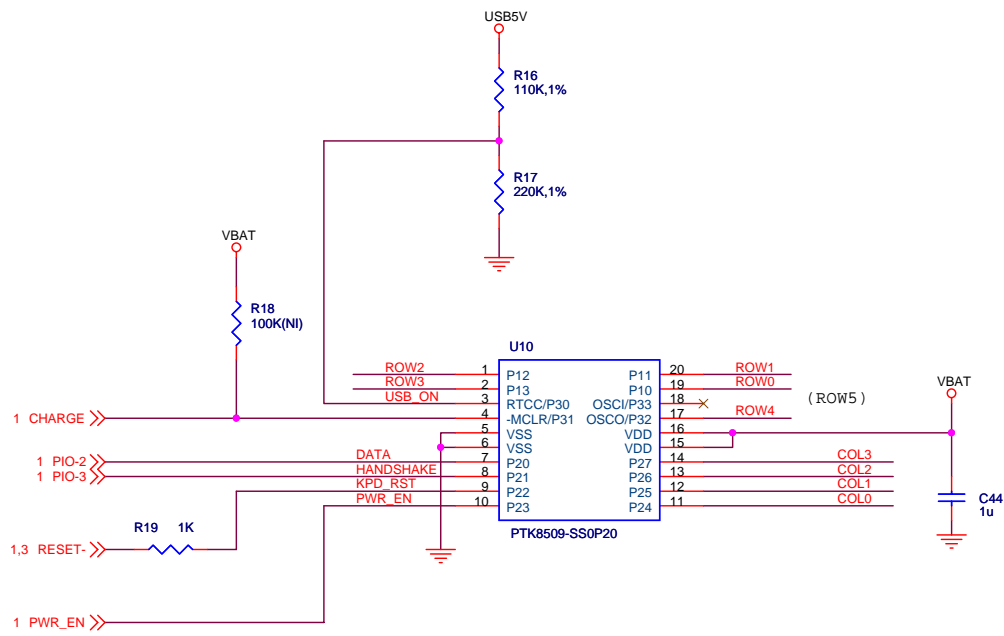 USB5V
R16
110K,1%
R17
220K,1%
VBAT
R18
100K(NI)
U10
ROW2 1 P12 P11 20 ROW1
ROW3 2 P13 P10 19 ROW0
USB_ON 3 RTCC/P30 OSCI/P33 18 (ROW5)
1 CHARGE 4 -MCLR/P31 OSCO/P32 17 ROW4
5 VSS VDD 16
6 VSS VDD 15
1 PIO-2 DATA 7 P20 P27 14 COL3
1 PIO-3 HANDSHAKE 8 P21 P26 13 COL2
KPD_RST 9 P22 P25 12 COL1
PWR_EN 10 P23 P24 11 COL0
VBAT
C44
1u
PTK8509-SS0P20
R19 1K
1,3 RESET-
1 PWR_EN